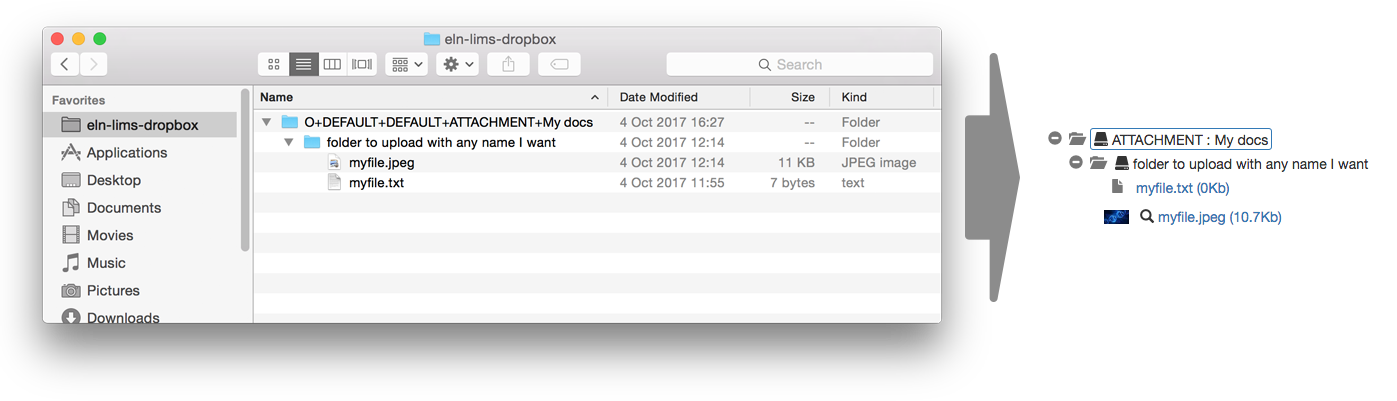 eln-lims-dropbox
Search
Favorites
eln-lims-dropbox
Applications
Desktop
Documents
Movies
Music
Pictures
Downloads
Name Date Modified Size Kind
O+DEFAULT+DEFAULT+ATTACHMENT+My docs 4 Oct 2017 16:27 -- Folder
folder to upload with any name I want 4 Oct 2017 12:14 -- Folder
myfile.jpeg 4 Oct 2017 12:14 11 KB JPEG image
myfile.txt 4 Oct 2017 11:55 7 bytes text
ATTACHMENT : My docs
folder to upload with any name I want
myfile.txt (0Kb)
myfile.jpeg (10.7Kb)